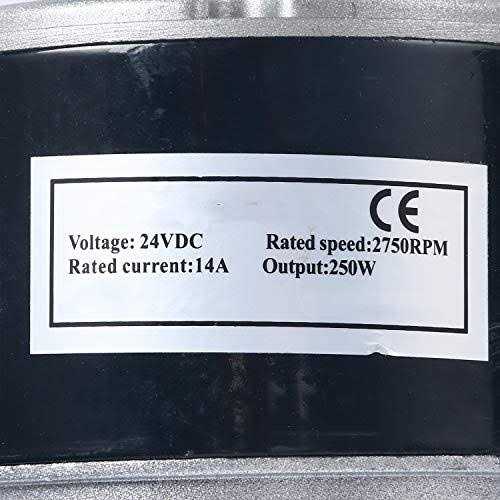 CE
Voltage: 24VDC Rated speed:2750RPM
Rated current:14A Output:250W